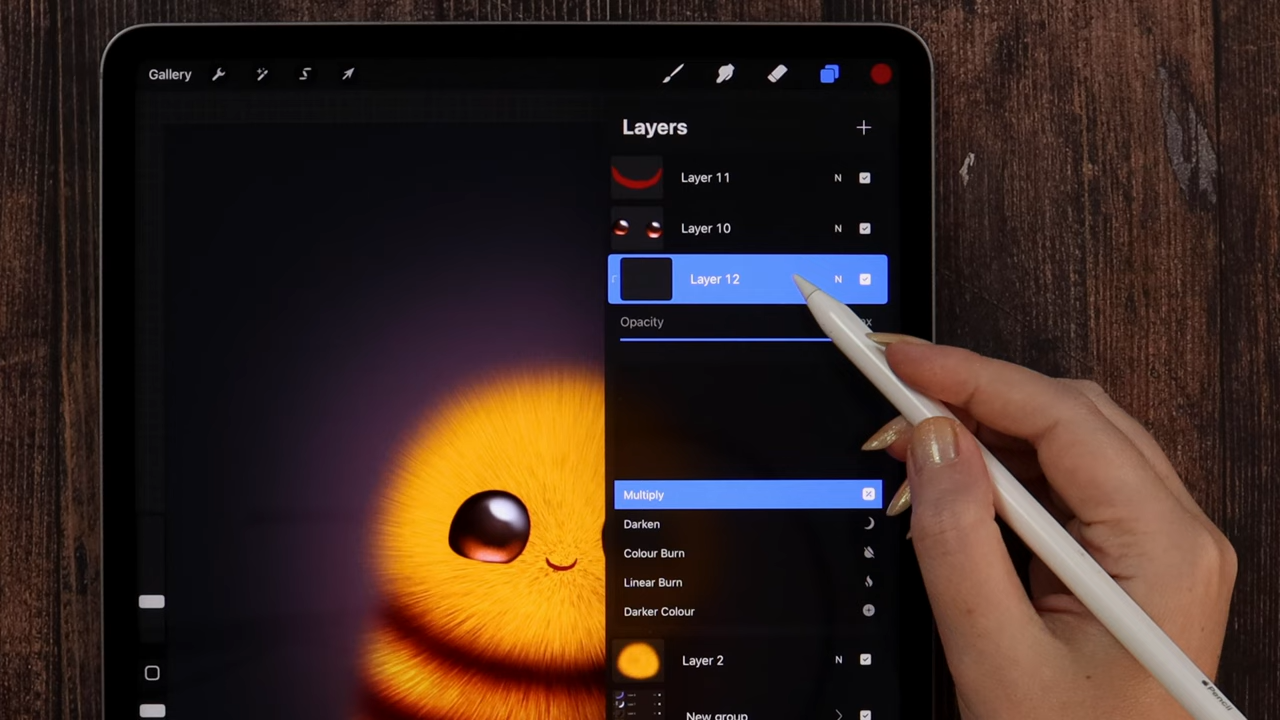 Gallery
Layers
Layer 11 N
Layer 10 N
Layer 12 N
Opacity
Multiply
Darken
Colour Burn
Linear Burn
Darker Colour
Layer 2 N
New group
Pencil